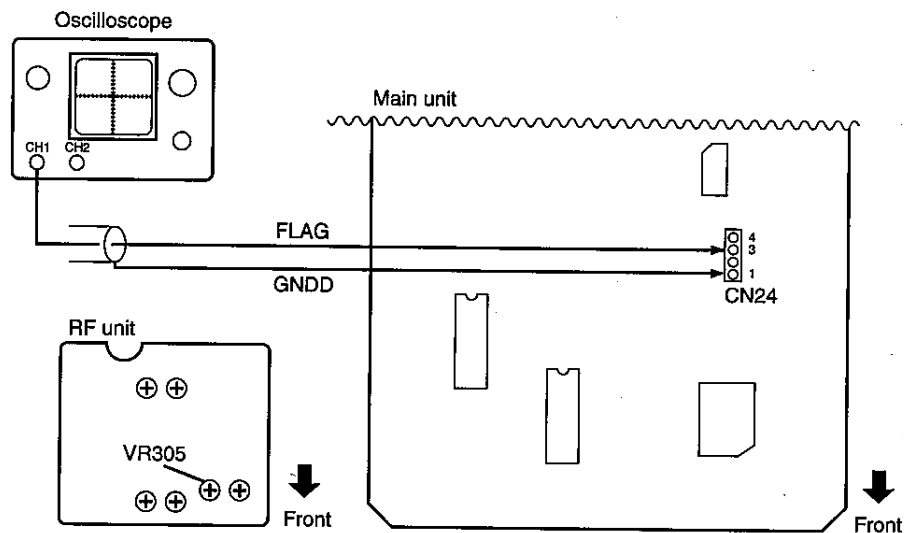 Oscilloscope
CH1
CH2
Main unit
FLAG
4
3
GNDD
1
CN24
RF unit
VR305
Front
Front